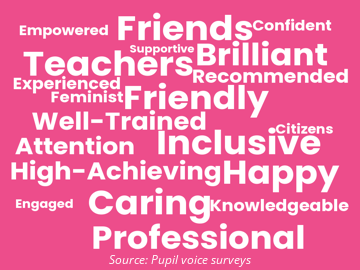 Empowered Friends Confident
Supportive
Teachers Brilliant
Experienced Recommended
Feminist Friendly
Well-Trained Citizens
Attention Inclusive
High-Achieving Happy
Engaged Caring Knowledgeable
Professional
Source: Pupil voice surveys